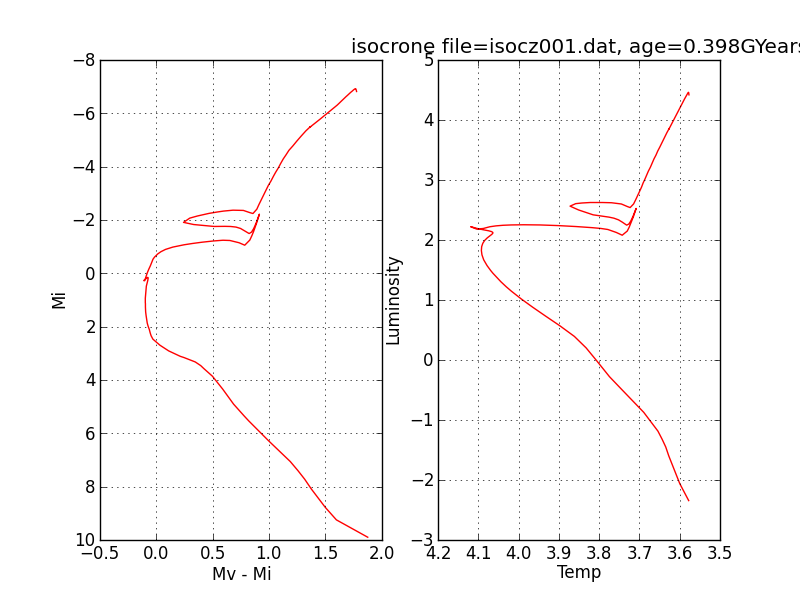 isocrone file=isocz001.dat, age=0.398GYears
−8
−6
−4
−2
0
2
4
6
8
10
Mi
−0.5 0.0 0.5 1.0 1.5 2.0
Mv - Mi
5
4
3
2
1
0
−1
−2
−3
Luminosity
4.2 4.1 4.0 3.9 3.8 3.7 3.6 3.5
Temp